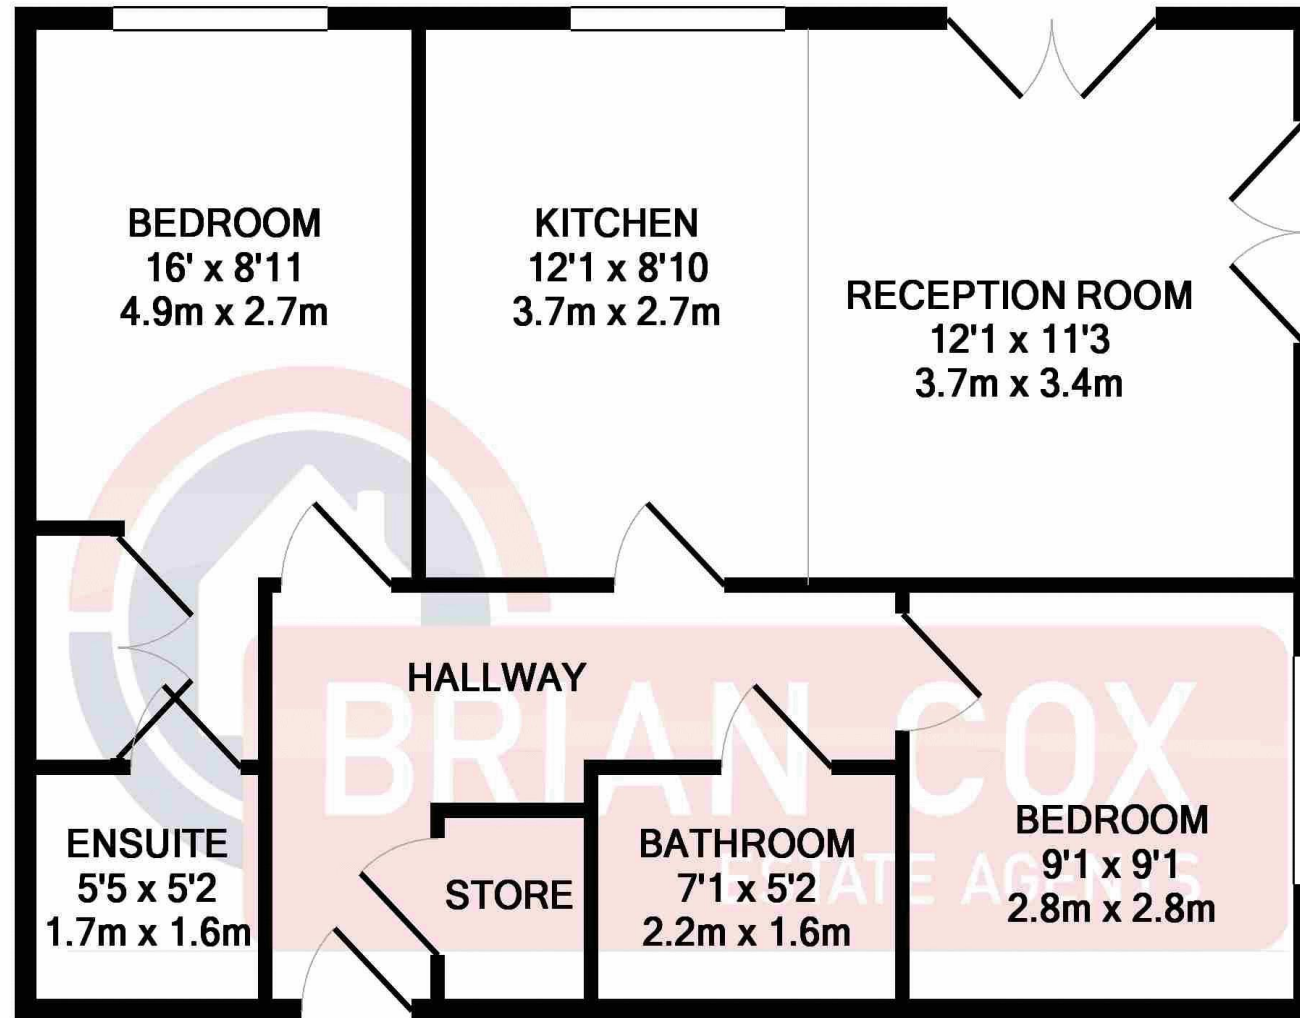 BEDROOM
16' x 8'11
4.9m x 2.7m
KITCHEN
12'1 x 8'10
3.7m x 2.7m
RECEPTION ROOM
12'1 x 11'3
3.7m x 3.4m
HALLWAY
BRIAN COX
ESTATE AGENTS
ENSUITE
5'5 x 5'2
1.7m x 1.6m
STORE
BATHROOM
7'1 x 5'2
2.2m x 1.6m
BEDROOM
9'1 x 9'1
2.8m x 2.8m